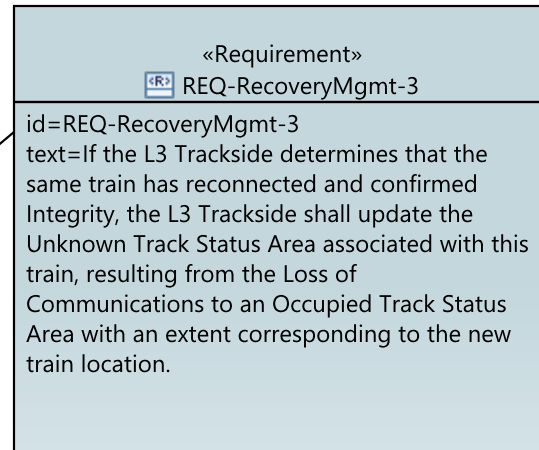 «Requirement»
<R> REQ-RecoveryMgmt-3
id=REQ-RecoveryMgmt-3
text=If the L3 Trackside determines that the
same train has reconnected and confirmed
Integrity, the L3 Trackside shall update the
Unknown Track Status Area associated with this
train, resulting from the Loss of
Communications to an Occupied Track Status
Area with an extent corresponding to the new
train location.